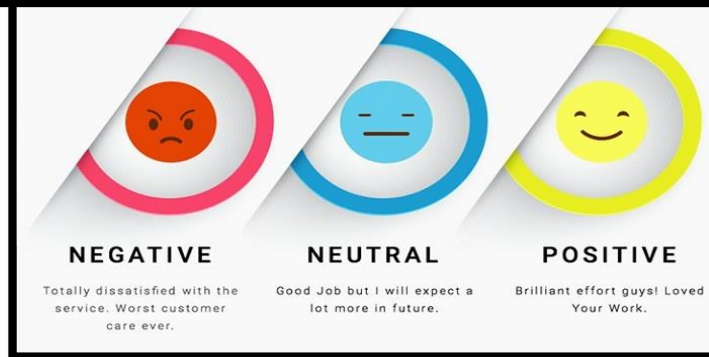 NEGATIVE
Totally dissatisfied with the
service. Worst customer
care ever.
NEUTRAL
Good Job but I will expect a
lot more in future.
POSITIVE
Brilliant effort guys! Loved
Your Work.